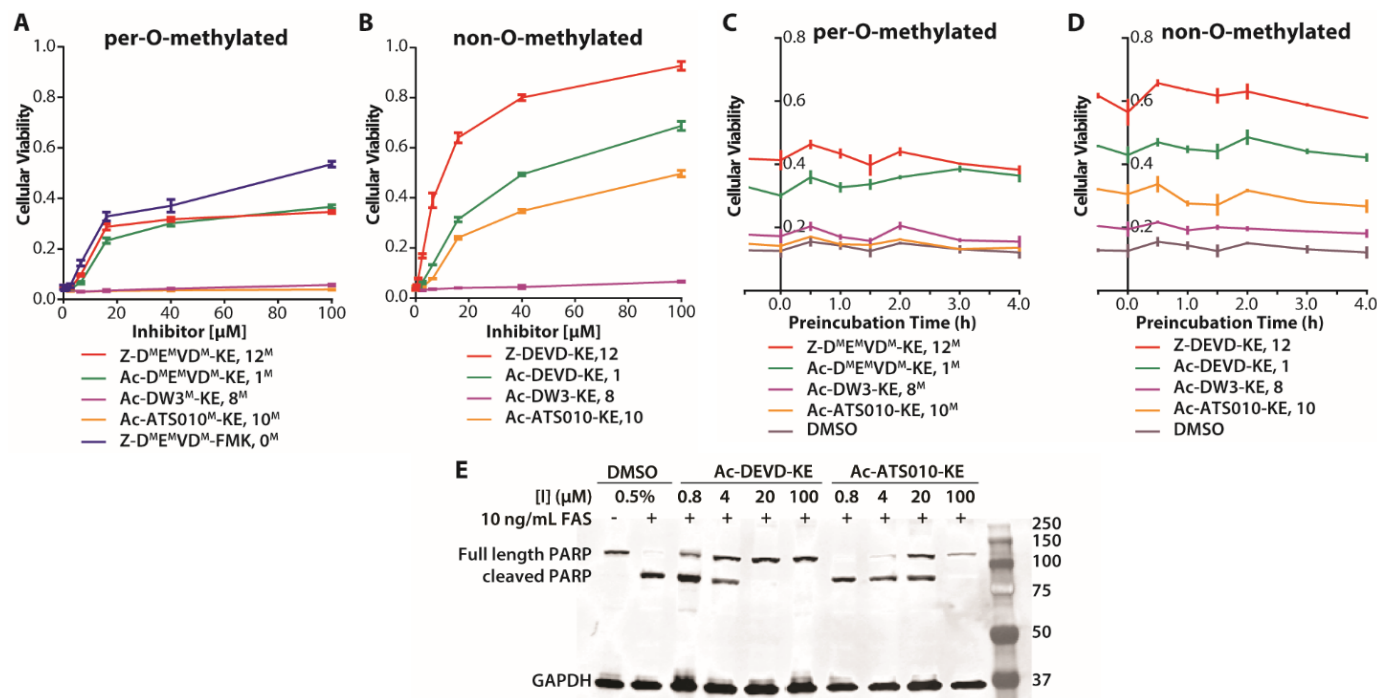 A
per-O-methylated
1.0
0.8
0.6
0.4
0.2
0.0
Cellular Viability
0 20 40 60 80 100
Inhibitor [µM]
Z-DᴹEᴹVDᴹ-KE, 12ᴹ
Ac-DᴹEᴹVDᴹ-KE, 1ᴹ
Ac-DW3ᴹ-KE, 8ᴹ
Ac-ATS010ᴹ-KE, 10ᴹ
Z-DᴹEᴹVDᴹ-FMK, 0ᴹ
B
non-O-methylated
1.0
0.8
0.6
0.4
0.2
0.0
Cellular Viability
0 20 40 60 80 100
Inhibitor [µM]
Z-DEVD-KE,12
Ac-DEVD-KE, 1
Ac-DW3-KE, 8
Ac-ATS010-KE,10
C
per-O-methylated
0.8
0.6
0.4
0.2
Cellular Viability
0.0 1.0 2.0 3.0 4.0
Preincubation Time (h)
Z-DᴹEᴹVDᴹ-KE, 12ᴹ
Ac-DᴹEᴹVDᴹ-KE, 1ᴹ
Ac-DW3-KE, 8ᴹ
Ac-ATS010-KE, 10ᴹ
DMSO
D
non-O-methylated
0.8
0.6
0.4
0.2
Cellular Viability
0.0 1.0 2.0 3.0 4.0
Preincubation Time (h)
Z-DEVD-KE, 12
Ac-DEVD-KE, 1
Ac-DW3-KE, 8
Ac-ATS010-KE, 10
DMSO
E
DMSO Ac-DEVD-KE Ac-ATS010-KE
[I] (µM) 0.5% 0.8 4 20 100 0.8 4 20 100
10 ng/mL FAS - + + + + + + + + +
Full length PARP
cleaved PARP
GAPDH
250
150
100
75
50
37